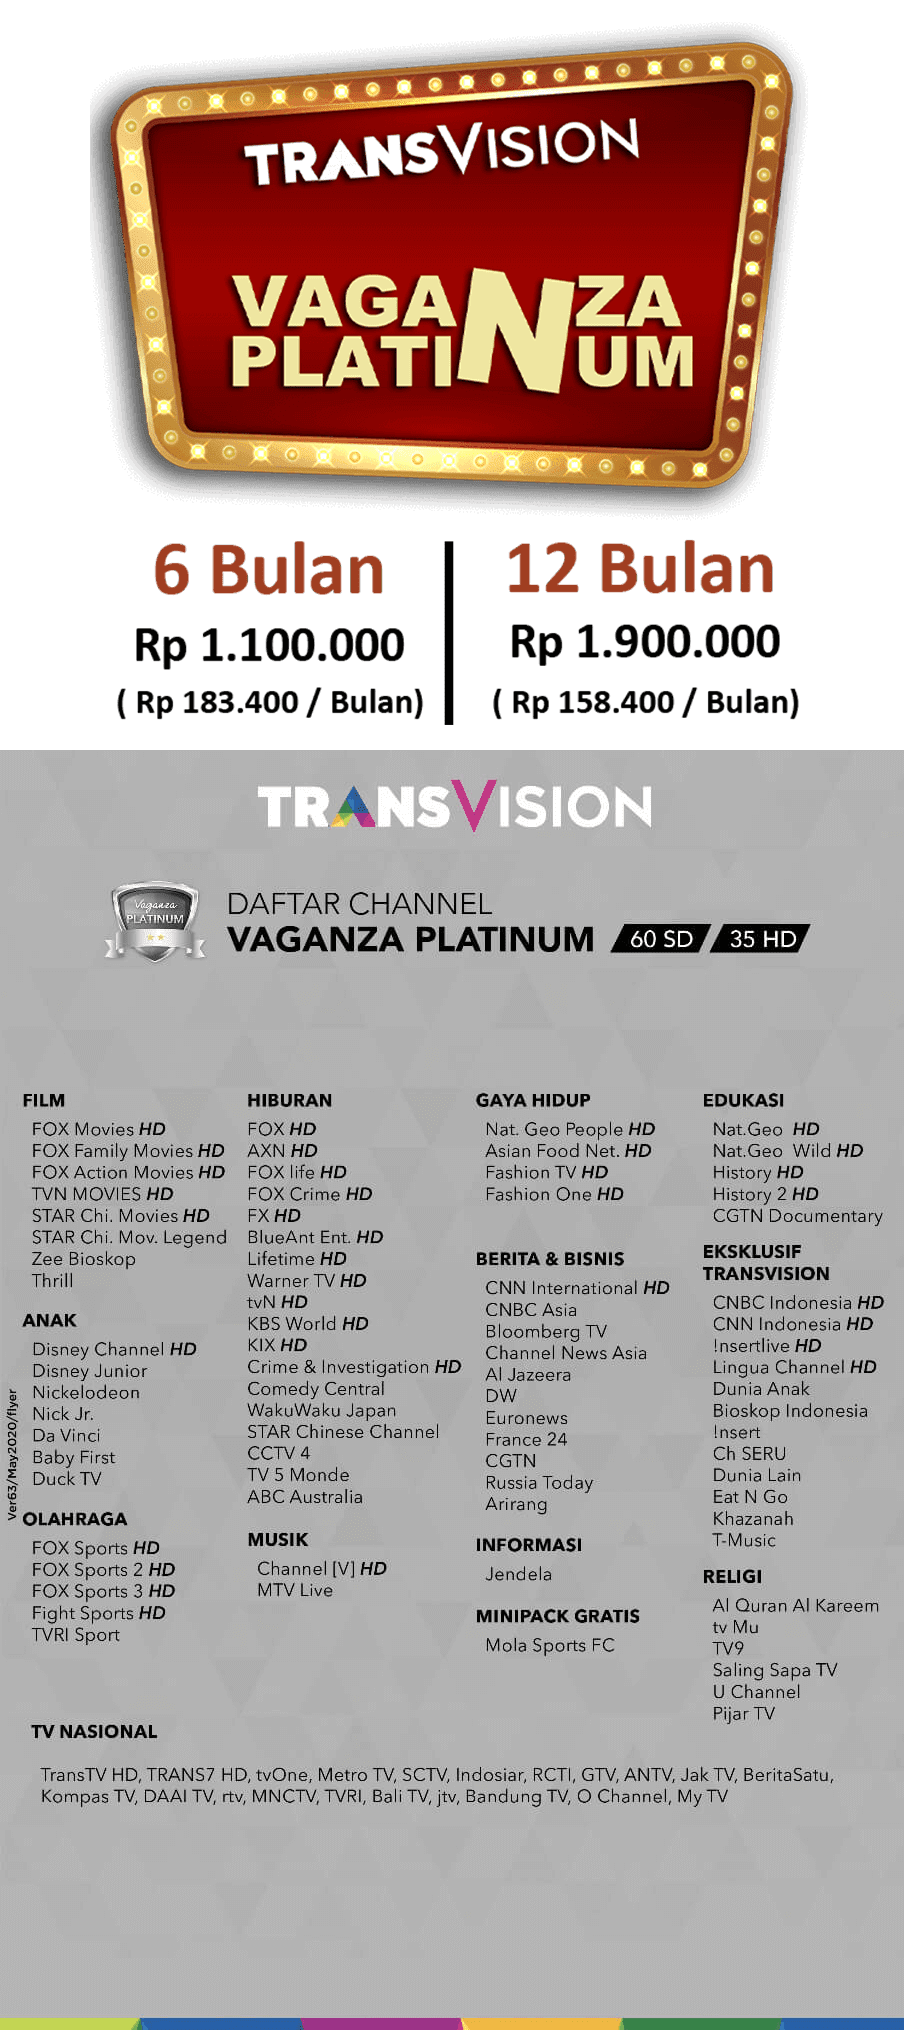 TRANSVISION
VAGANZA
PLATINUM
6 Bulan
Rp 1.100.000
( Rp 183.400 / Bulan)
12 Bulan
Rp 1.900.000
( Rp 158.400 / Bulan)
TRANSVISION
Vaganza
PLATINUM
DAFTAR CHANNEL
VAGANZA PLATINUM 60 SD 35 HD
FILM
FOX Movies HD
FOX Family Movies HD
FOX Action Movies HD
TVN MOVIES HD
STAR Chi. Movies HD
STAR Chi. Mov. Legend
Zee Bioskop
Thrill
ANAK
Disney Channel HD
Disney Junior
Nickelodeon
Nick Jr.
Da Vinci
Baby First
Duck TV
OLAHRAGA
FOX Sports HD
FOX Sports 2 HD
FOX Sports 3 HD
Fight Sports HD
TVRI Sport
Ver63/May2020/flyer
HIBURAN
FOX HD
AXN HD
FOX life HD
FOX Crime HD
FX HD
BlueAnt Ent. HD
Lifetime HD
Warner TV HD
tvN HD
KBS World HD
KIX HD
Crime & Investigation HD
Comedy Central
WakuWaku Japan
STAR Chinese Channel
CCTV 4
TV 5 Monde
ABC Australia
MUSIK
Channel [V] HD
MTV Live
GAYA HIDUP
Nat. Geo People HD
Asian Food Net. HD
Fashion TV HD
Fashion One HD
BERITA & BISNIS
CNN International HD
CNBC Asia
Bloomberg TV
Channel News Asia
Al Jazeera
DW
Euronews
France 24
CGTN
Russia Today
Arirang
INFORMASI
Jendela
MINIPACK GRATIS
Mola Sports FC
EDUKASI
Nat.Geo HD
Nat.Geo Wild HD
History HD
History 2 HD
CGTN Documentary
EKSKLUSIF
TRANSVISION
CNBC Indonesia HD
CNN Indonesia HD
!nsertlive HD
Lingua Channel HD
Dunia Anak
Bioskop Indonesia
!nsert
Ch SERU
Dunia Lain
Eat N Go
Khazanah
T-Music
RELIGI
Al Quran Al Kareem
tv Mu
TV9
Saling Sapa TV
U Channel
Pijar TV
TV NASIONAL
TransTV HD, TRANS7 HD, tvOne, Metro TV, SCTV, Indosiar, RCTI, GTV, ANTV, Jak TV, BeritaSatu,
Kompas TV, DAAI TV, rtv, MNCTV, TVRI, Bali TV, jtv, Bandung TV, O Channel, My TV